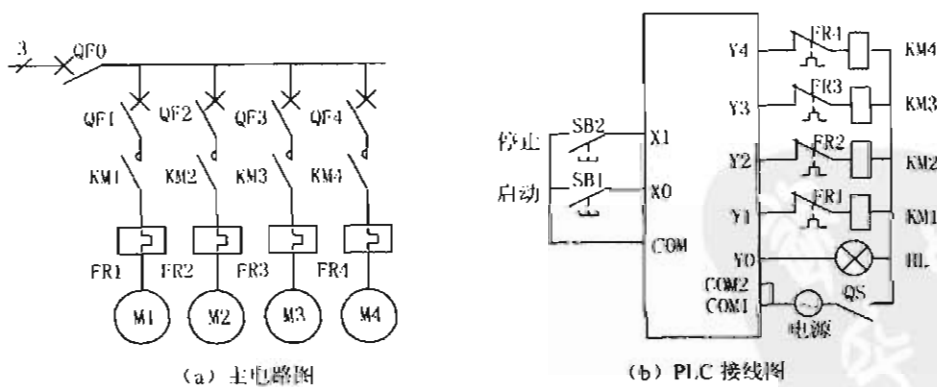 3
QF0
QF1 QF2 QF3 QF4
KM1 KM2 KM3 KM4
FR1 FR2 FR3 FR4
M1 M2 M3 M4
(a) 主电路图
Y4 FR4 KM4
Y3 FR3 KM3
停止 SB2 X1
Y2 FR2 KM2
启动 SB1 X0
Y1 FR1 KM1
COM
Y0 HL
COM2
COM1 QS
电源
(b) PLC 接线图